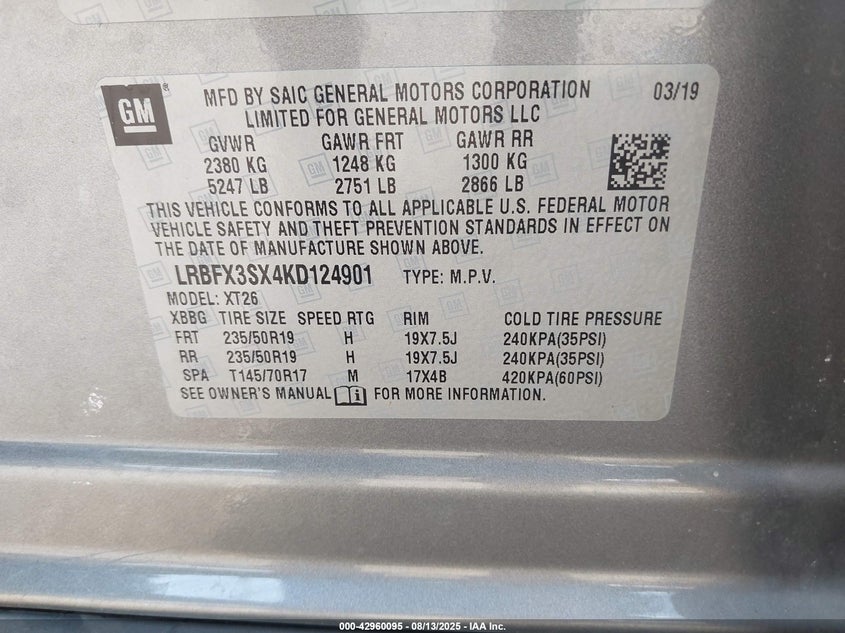 GM
MFD BY SAIC GENERAL MOTORS CORPORATION 03/19
LIMITED FOR GENERAL MOTORS LLC
GVWR GAWR FRT GAWR RR
2380 KG 1248 KG 1300 KG
5247 LB 2751 LB 2866 LB
THIS VEHICLE CONFORMS TO ALL APPLICABLE U.S. FEDERAL MOTOR
VEHICLE SAFETY AND THEFT PREVENTION STANDARDS IN EFFECT ON
THE DATE OF MANUFACTURE SHOWN ABOVE.
LRBFX3SX4KD124901 TYPE: M.P.V.
MODEL: XT26
XBBG TIRE SIZE SPEED RTG RIM COLD TIRE PRESSURE
FRT 235/50R19 H 19X7.5J 240KPA(35PSI)
RR 235/50R19 H 19X7.5J 240KPA(35PSI)
SPA T145/70R17 M 17X4B 420KPA(60PSI)
SEE OWNER'S MANUAL FOR MORE INFORMATION.
000-42960095 - 08/13/2025 - IAA Inc.